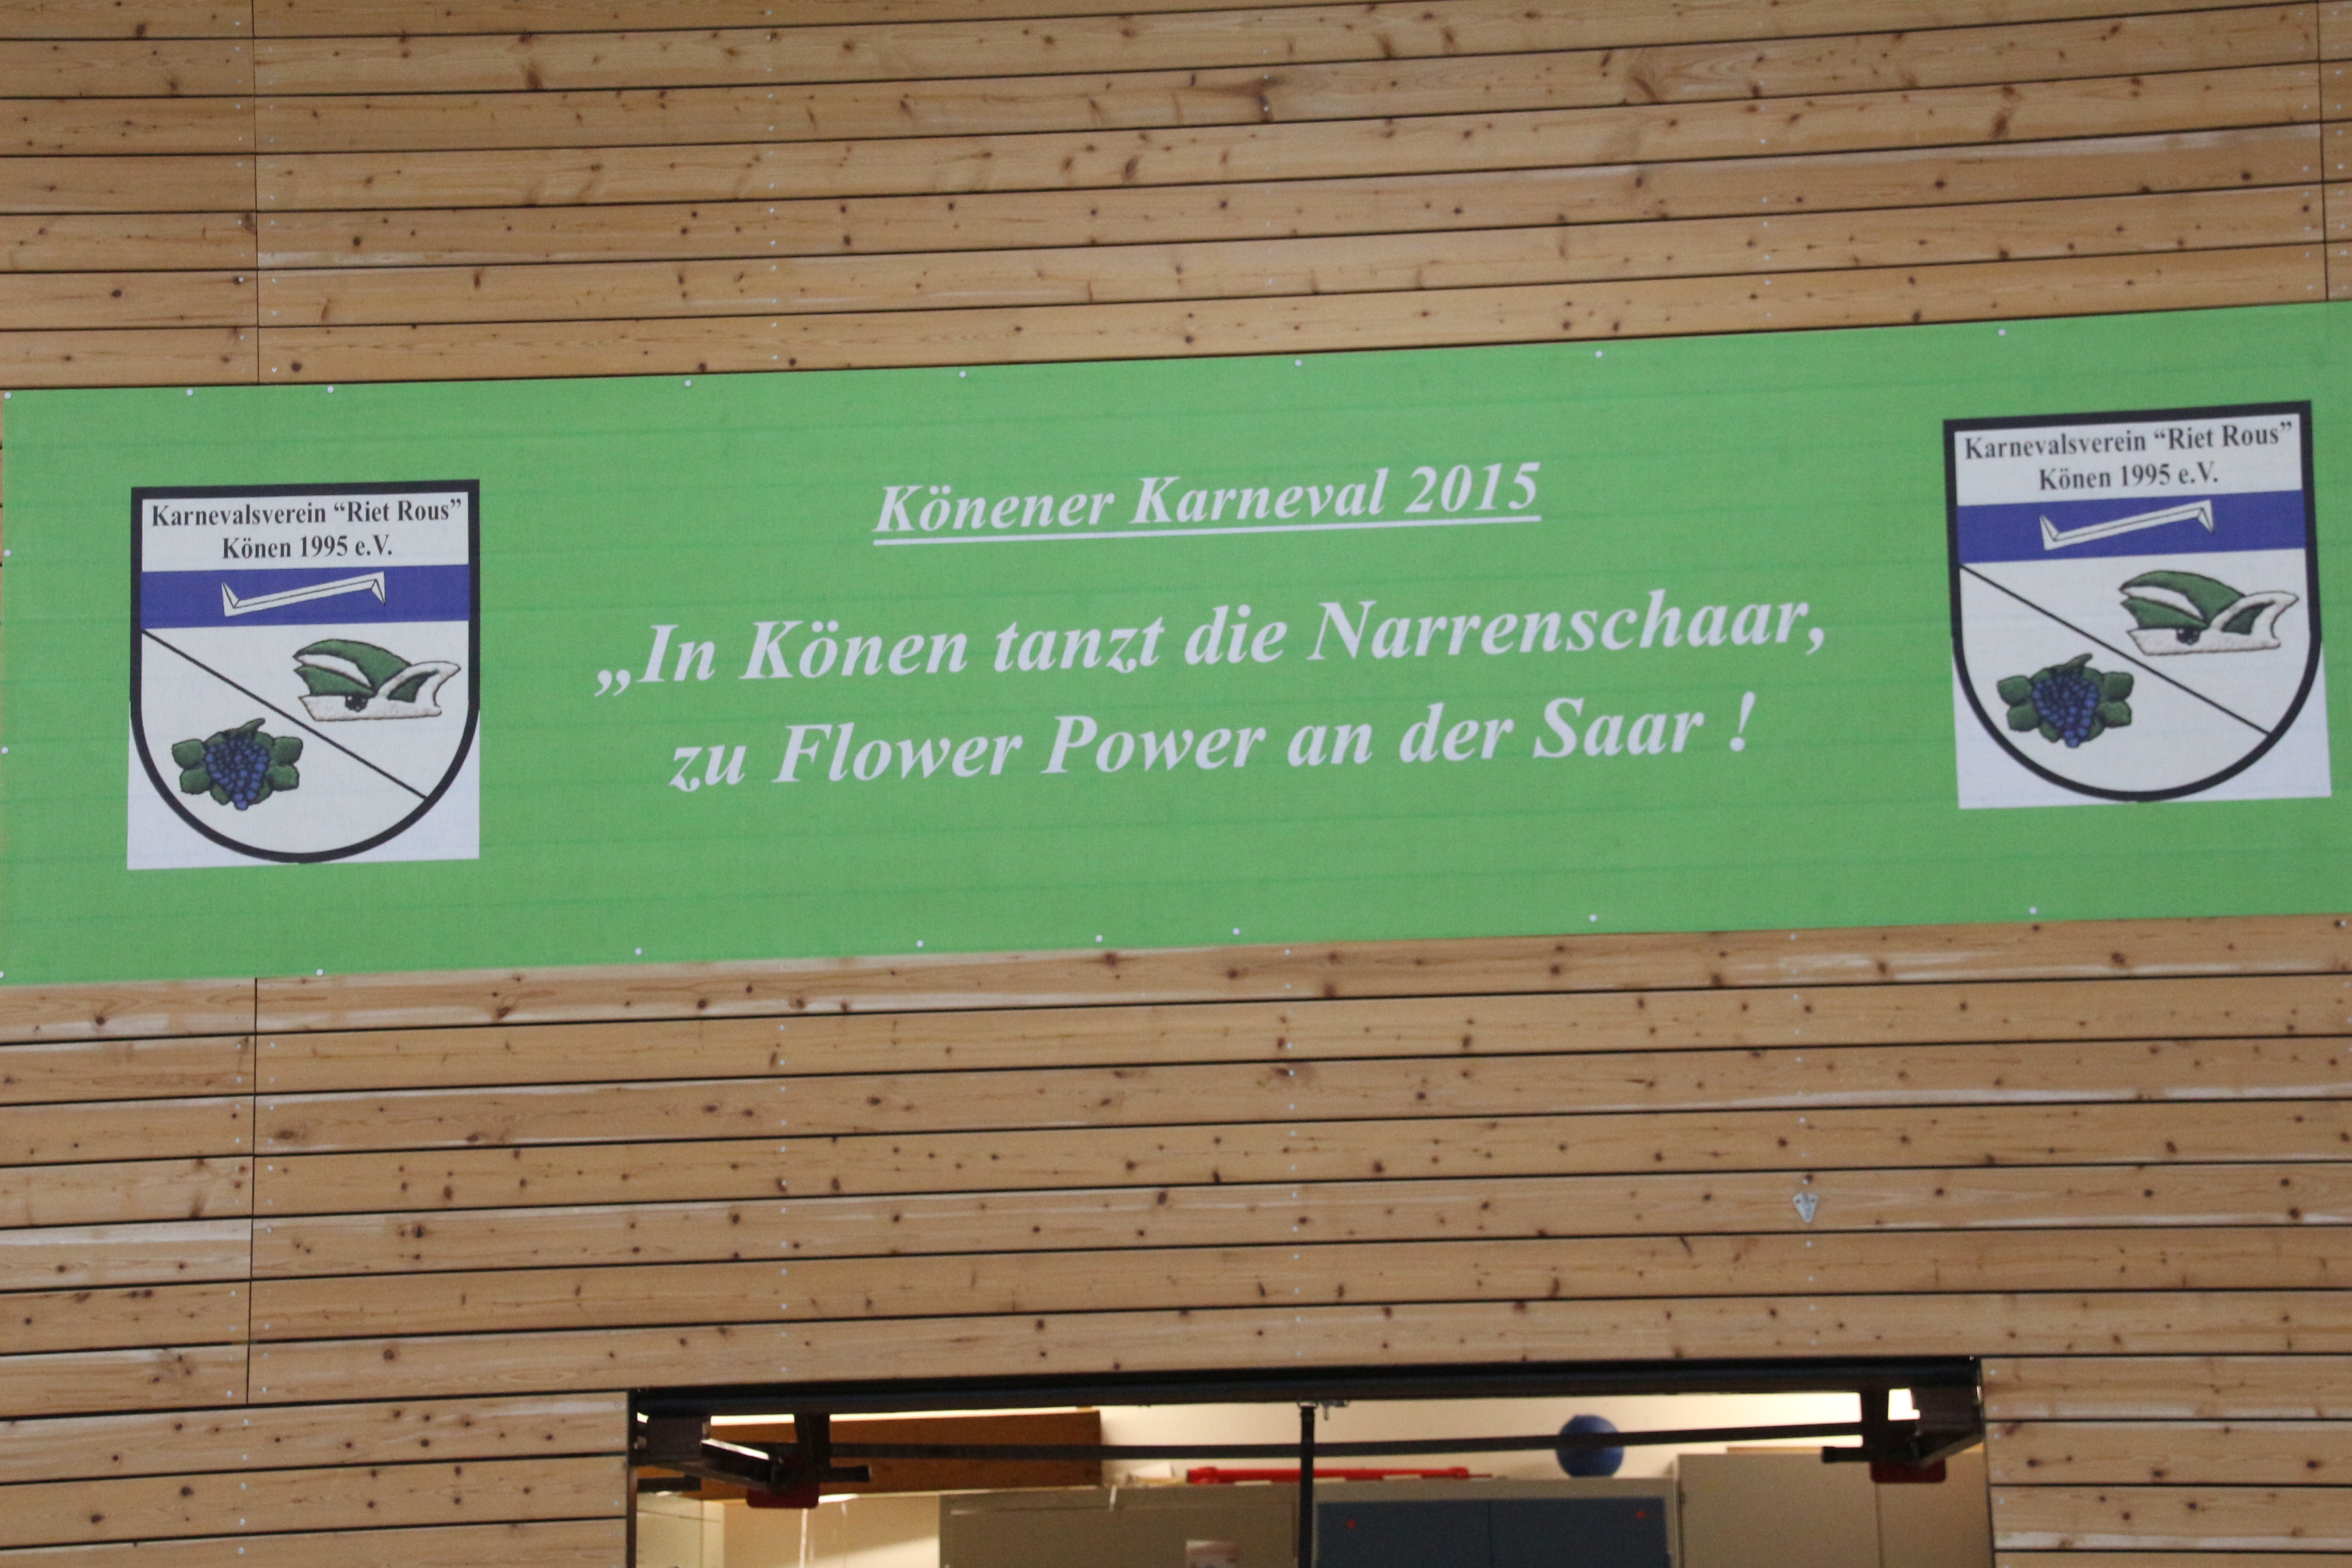 Karnevalsverein “Riet Rous”
Könen 1995 e.V.
Könener Karneval 2015
„In Könen tanzt die Narrenschaar,
zu Flower Power an der Saar !
Karnevalsverein “Riet Rous”
Könen 1995 e.V.